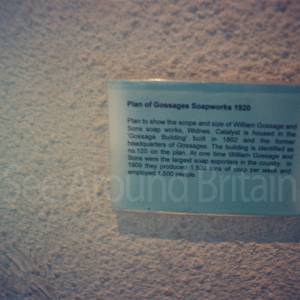 Plan of Gossages Soapworks 1920
Plan to show the scope and size of William Gossage and
Sons soap works, Widnes. Catalyst is housed in the
'Gossage Building' built in 1862 and the former
headquarters of Gossages. The building is identified as
no.120 on the plan. At one time William Gossage and
Sons were the largest soap exporters in the country. In
1909 they produced 1,500 tons of soap per week and
employed 1,500 people.
See Around Britain